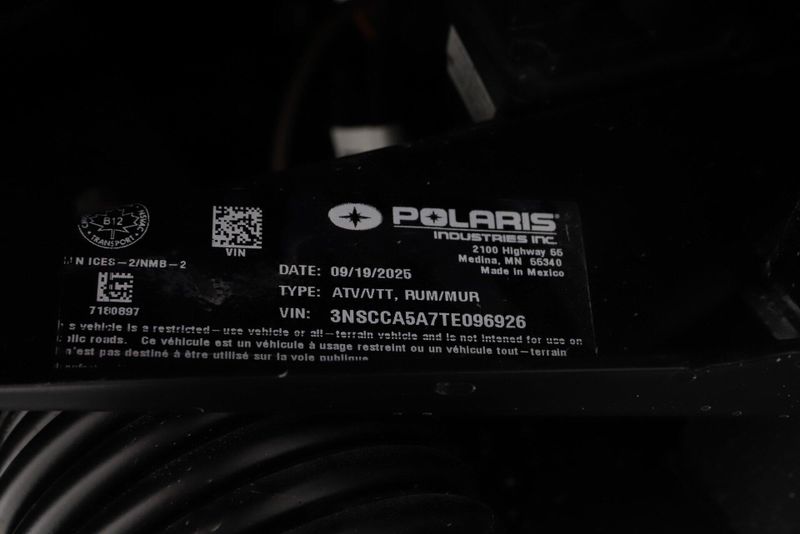 B12
TRANSPORT
VIN
N ICES-2/NMB-2
7180897
POLARIS
INDUSTRIES INC.
2100 Highway 55
Medina, MN 55340
Made in Mexico
DATE: 09/19/2025
TYPE: ATV/VTT, RUM/MUR
VIN: 3NSCCA5A7TE096926
s vehicle is a restricted-use vehicle or all-terrain vehicle and is not intened for use on
blic roads. Ce véhicule est un véhicule à usage restreint ou un véhicule tout-terrain
n'est pas destiné à être utilisé sur la voie publique